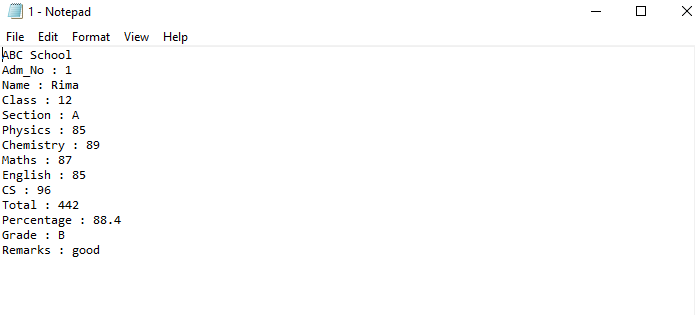 1 - Notepad
File Edit Format View Help
ABC School
Adm_No : 1
Name : Rima
Class : 12
Section : A
Physics : 85
Chemistry : 89
Maths : 87
English : 85
CS : 96
Total : 442
Percentage : 88.4
Grade : B
Remarks : good